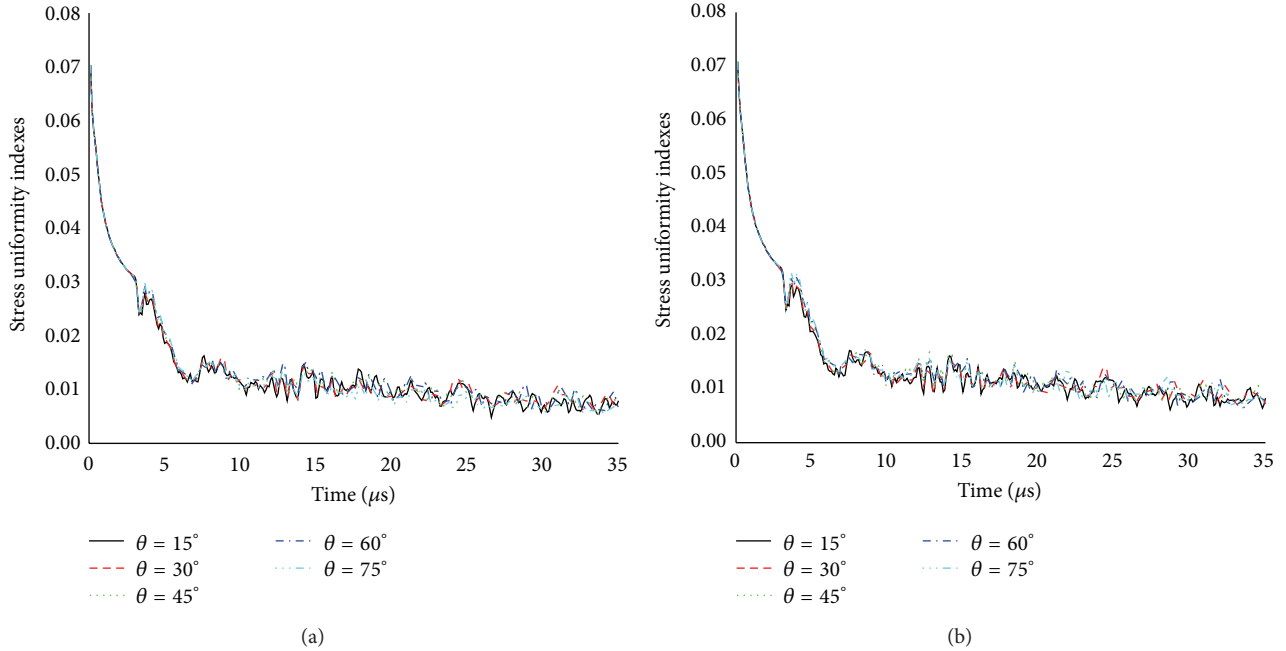 Stress uniformity indexes
0.08
0.07
0.06
0.05
0.04
0.03
0.02
0.01
0.00
0 5 10 15 20 25 30 35
Time (μs)
θ = 15°
θ = 30°
θ = 45°
θ = 60°
θ = 75°
(a)
Stress uniformity indexes
0.08
0.07
0.06
0.05
0.04
0.03
0.02
0.01
0.00
0 5 10 15 20 25 30 35
Time (μs)
θ = 15°
θ = 30°
θ = 45°
θ = 60°
θ = 75°
(b)